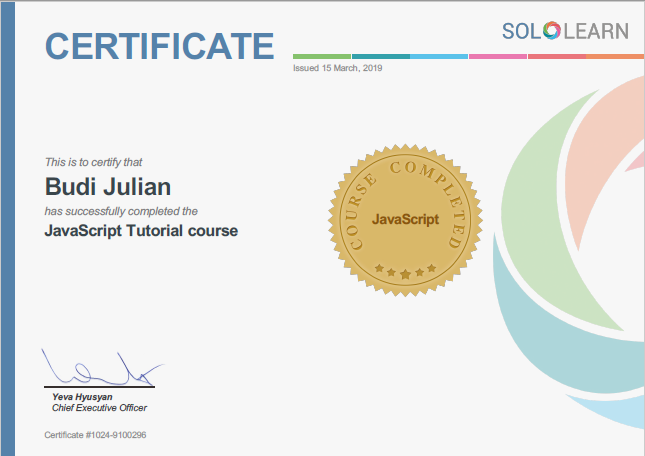 CERTIFICATE
SOLOLEARN
Issued 15 March, 2019
This is to certify that
Budi Julian
has successfully completed the
JavaScript Tutorial course
COURSE COMPLETED
JavaScript
Yeva Hyusyan
Chief Executive Officer
Certificate #1024-9100296